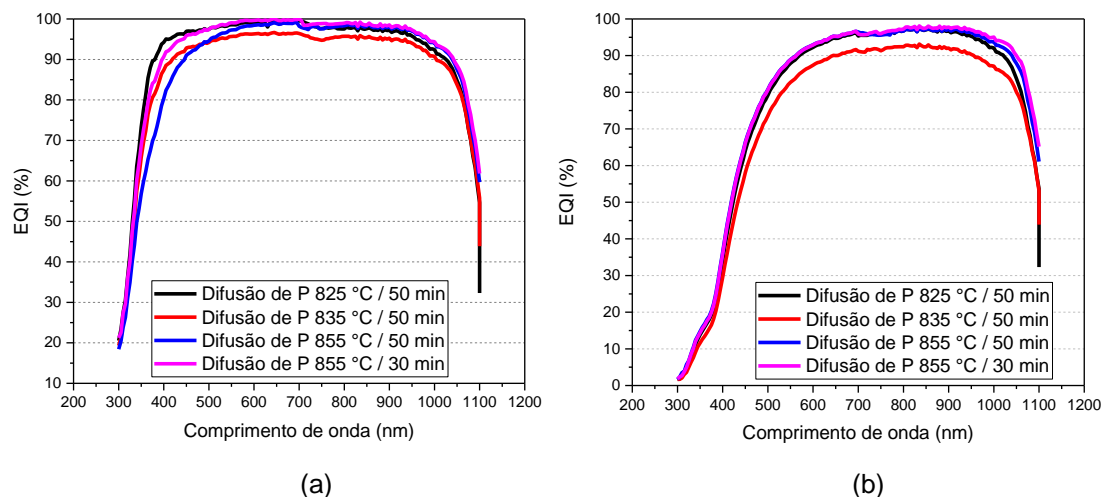 100
90
80
70
60
50
40
30
20
10
EQI (%)
Difusão de P 825 °C / 50 min
Difusão de P 835 °C / 50 min
Difusão de P 855 °C / 50 min
Difusão de P 855 °C / 30 min
200 300 400 500 600 700 800 900 1000 1100 1200
Comprimento de onda (nm)
(a)
100
90
80
70
60
50
40
30
20
10
0
EQI (%)
Difusão de P 825 °C / 50 min
Difusão de P 835 °C / 50 min
Difusão de P 855 °C / 50 min
Difusão de P 855 °C / 30 min
200 300 400 500 600 700 800 900 1000 1100 1200
Comprimento de onda (nm)
(b)